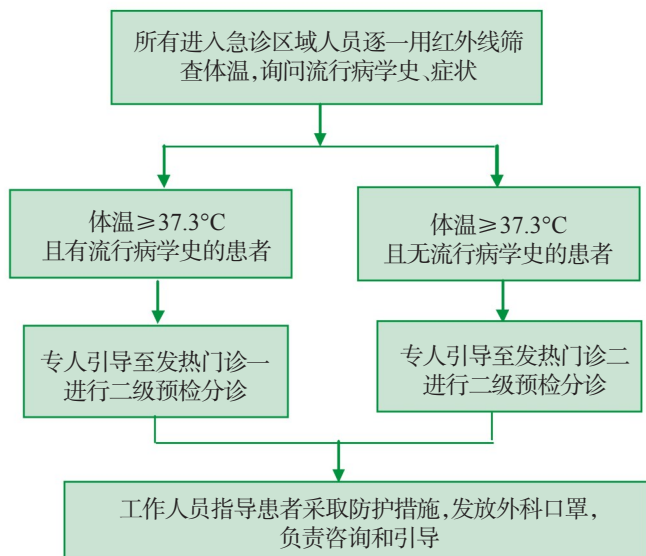 所有进入急诊区域人员逐一用红外线筛
查体温,询问流行病学史、症状
体温≥37.3°C
且有流行病学史的患者
体温≥37.3°C
且无流行病学史的患者
专人引导至发热门诊一
进行二级预检分诊
专人引导至发热门诊二
进行二级预检分诊
工作人员指导患者采取防护措施,发放外科口罩,
负责咨询和引导